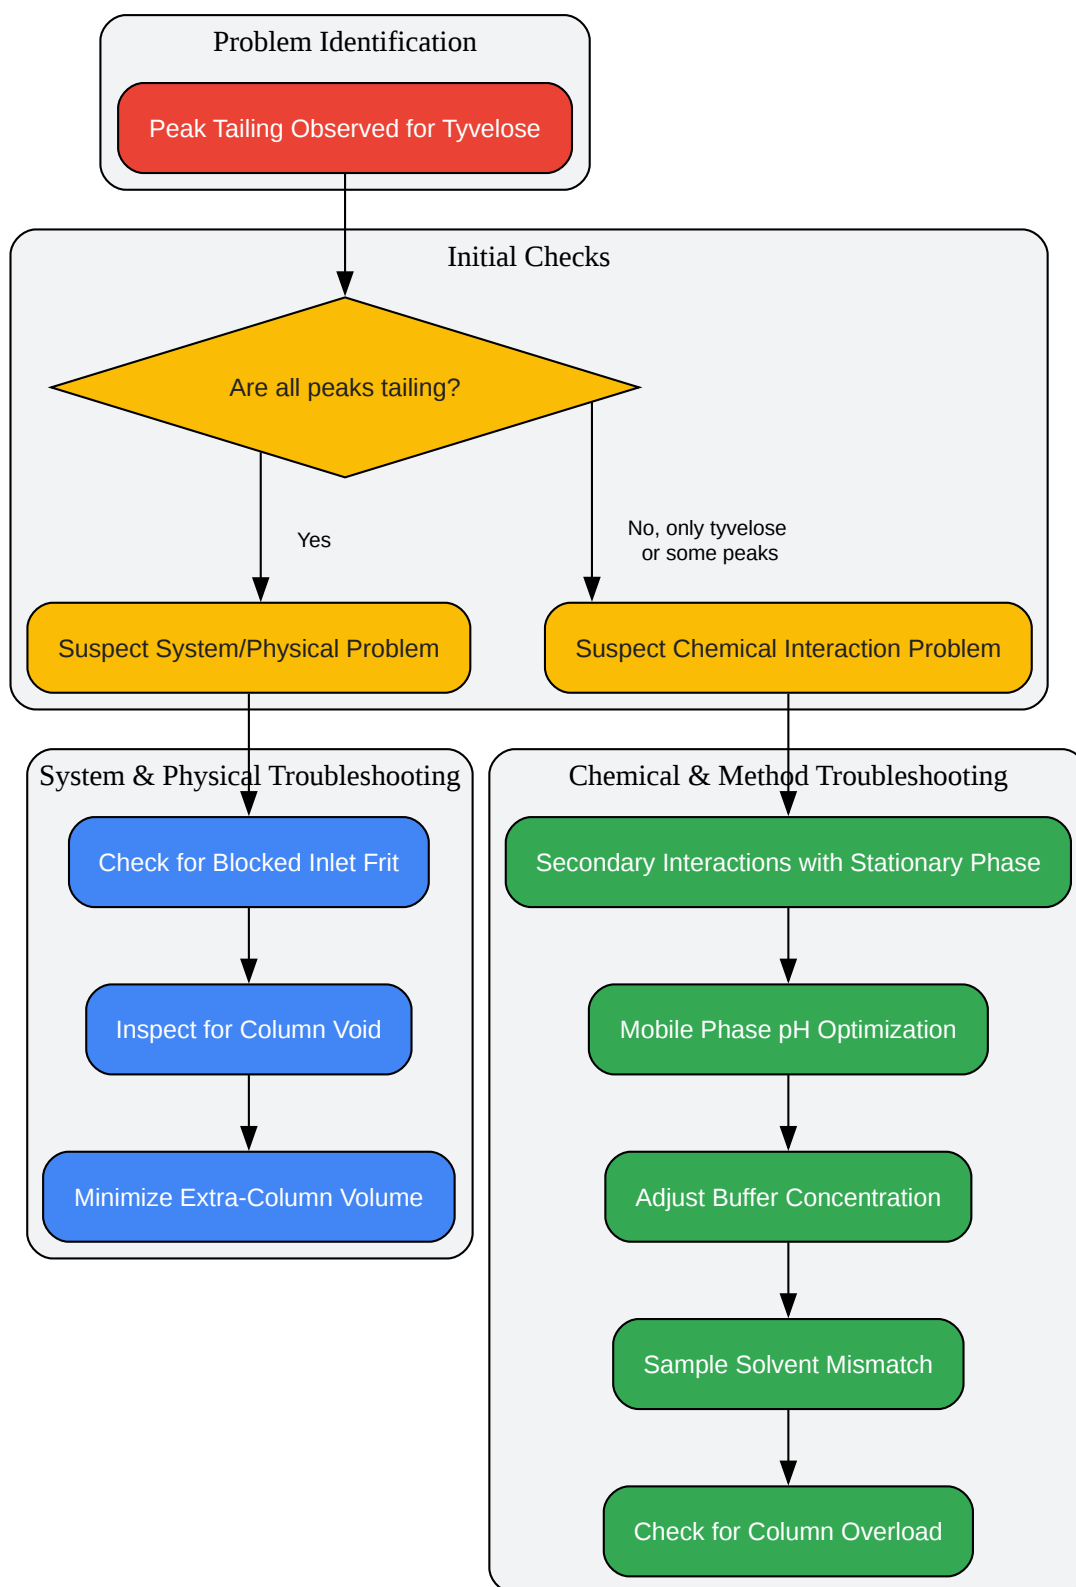 Problem Identification
Peak Tailing Observed for Tyvelose
Initial Checks
Are all peaks tailing?
Yes
No, only tyvelose
or some peaks
Suspect System/Physical Problem
Suspect Chemical Interaction Problem
System & Physical Troubleshooting
Check for Blocked Inlet Frit
Inspect for Column Void
Minimize Extra-Column Volume
Chemical & Method Troubleshooting
Secondary Interactions with Stationary Phase
Mobile Phase pH Optimization
Adjust Buffer Concentration
Sample Solvent Mismatch
Check for Column Overload